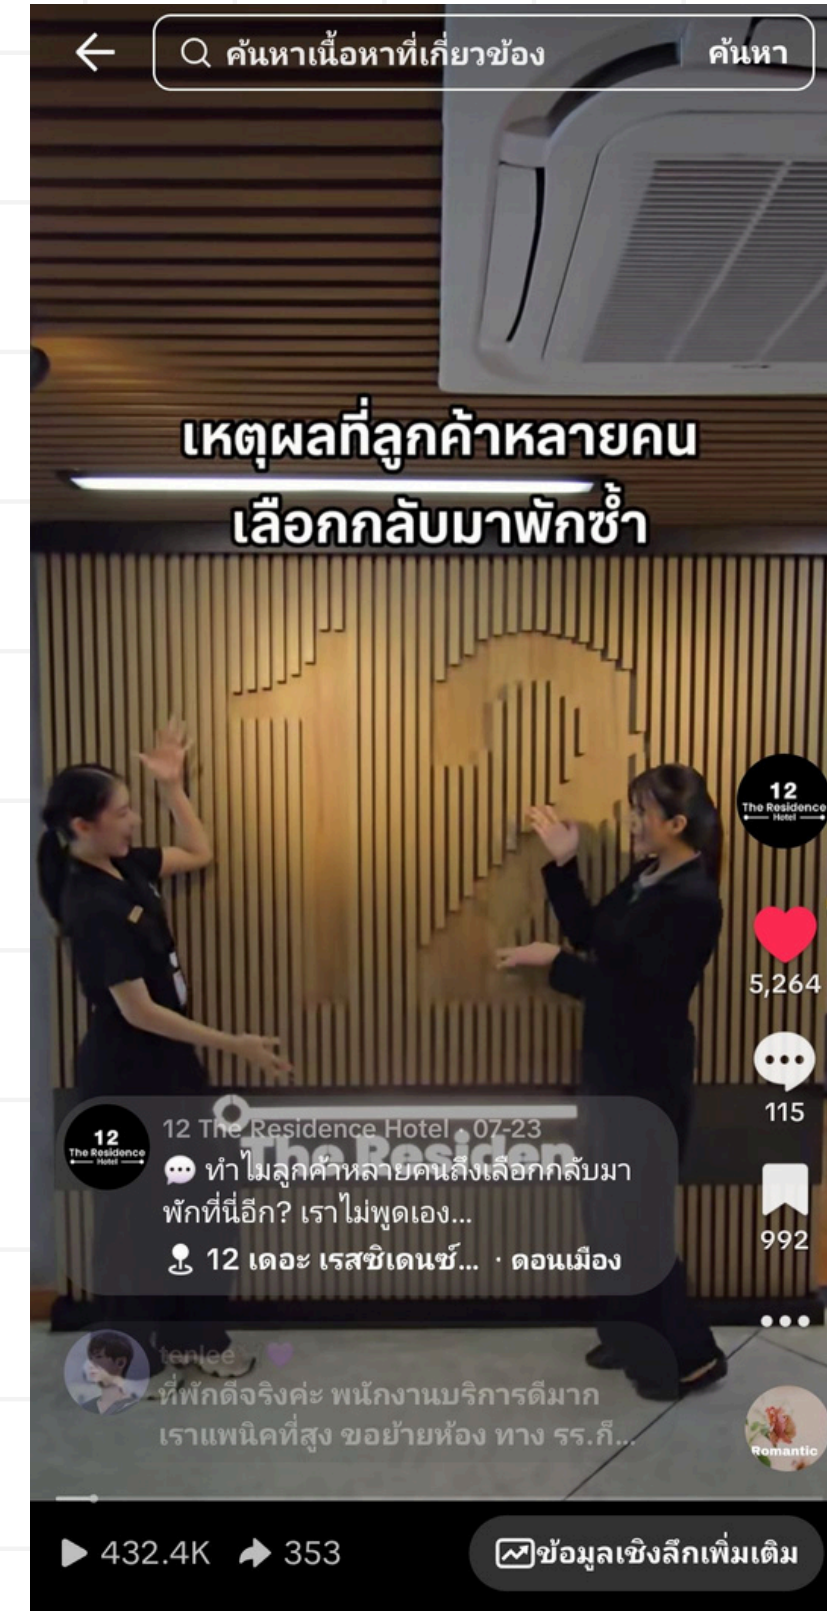 ค้นหาเนื้อหาที่เกี่ยวข้อง ค้นหา
เหตุผลที่ลูกค้าหลายคน
เลือกกลับมาพักซ้ำ
12
The Residence
Hotel
5,264
115
992
The Residen
12
The Residence
Hotel
12 The Residence Hotel · 07-23
💬 ทำไมลูกค้าหลายคนถึงเลือกกลับมา
พักที่นี่อีก? เราไม่พูดเอง...
12 เดอะ เรสซิเดนซ์... · ดอนเมือง
tenlee 💜
ที่พักดีจริงค่ะ พนักงานบริการดีมาก
เราแพนิคที่สูง ขอย้ายห้อง ทาง รร.ก็...
Romantic
432.4K 353 ข้อมูลเชิงลึกเพิ่มเติม